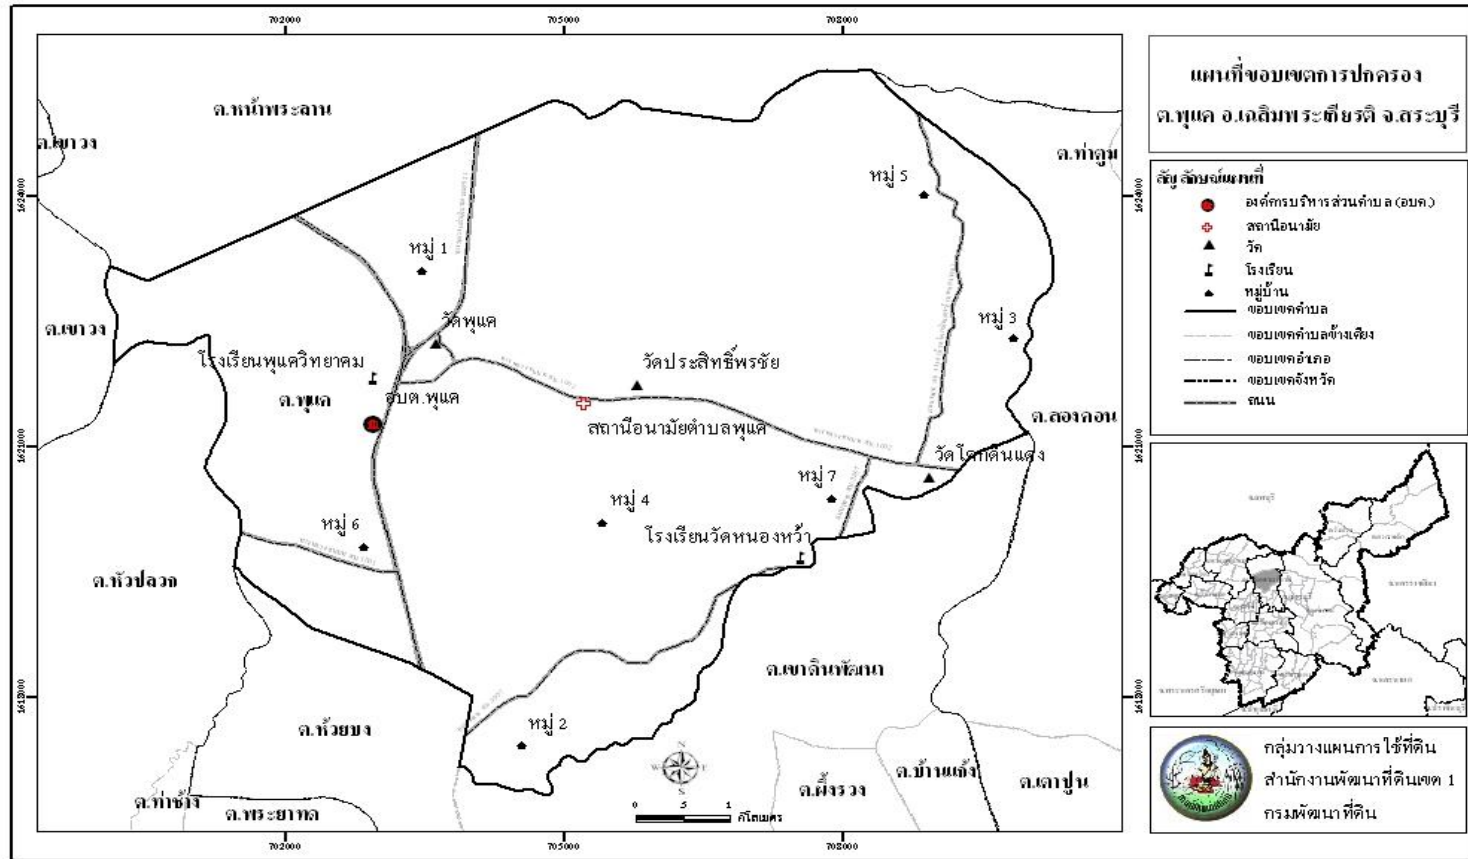 702000
705000
708000
แผนที่ขอบเขตการปกครอง
ต.พุแค อ.เฉลิมพระเกียรติ จ.สระบุรี
ต.หน้าพระลาน
ต.เขาวง
ต.ท่าตูม
1624000
1624000
หมู่ 5
หมู่ 1
สัญลักษณ์แผนที่
องค์การบริหารส่วนตำบล (อบต.)
สถานีอนามัย
วัด
โรงเรียน
หมู่บ้าน
ขอบเขตตำบล
ขอบเขตตำบลข้างเคียง
ขอบเขตอำเภอ
ขอบเขตจังหวัด
ถนน
ต.เขาวง
วัดพุแค
หมู่ 3
โรงเรียนพุแควิทยาคม
วัดประสิทธิ์พรชัย
ต.พุแค
อบต.พุแค
สถานีอนามัยตำบลพุแค
ต.ดาวเรือง
1621000
1621000
วัดโคกดินแดง
หมู่ 7
หมู่ 4
หมู่ 6
โรงเรียนวัดหนองหว้า
ต.หัวปลวก
ต.เขาดินพัฒนา
1618000
1618000
ต.ห้วยบง
หมู่ 2
N
W
E
S
ต.บ้านแก้ง
ต.ผึ้งรวง
ต.เตาปูน
ต.ท่าช้าง
ต.พระยาทด
0
.5
1
กิโลเมตร
กลุ่มวางแผนการใช้ที่ดิน
สำนักงานพัฒนาที่ดินเขต 1
กรมพัฒนาที่ดิน
702000
705000
708000